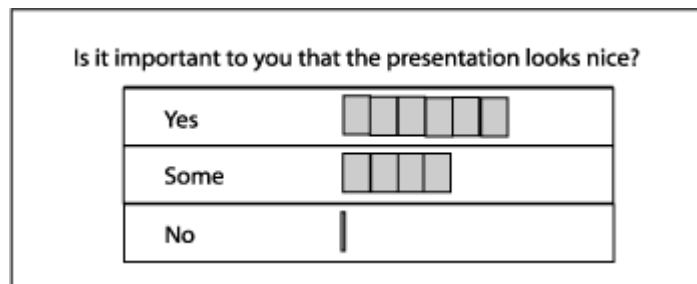 Is it important to you that the presentation looks nice?
Yes
Some
No